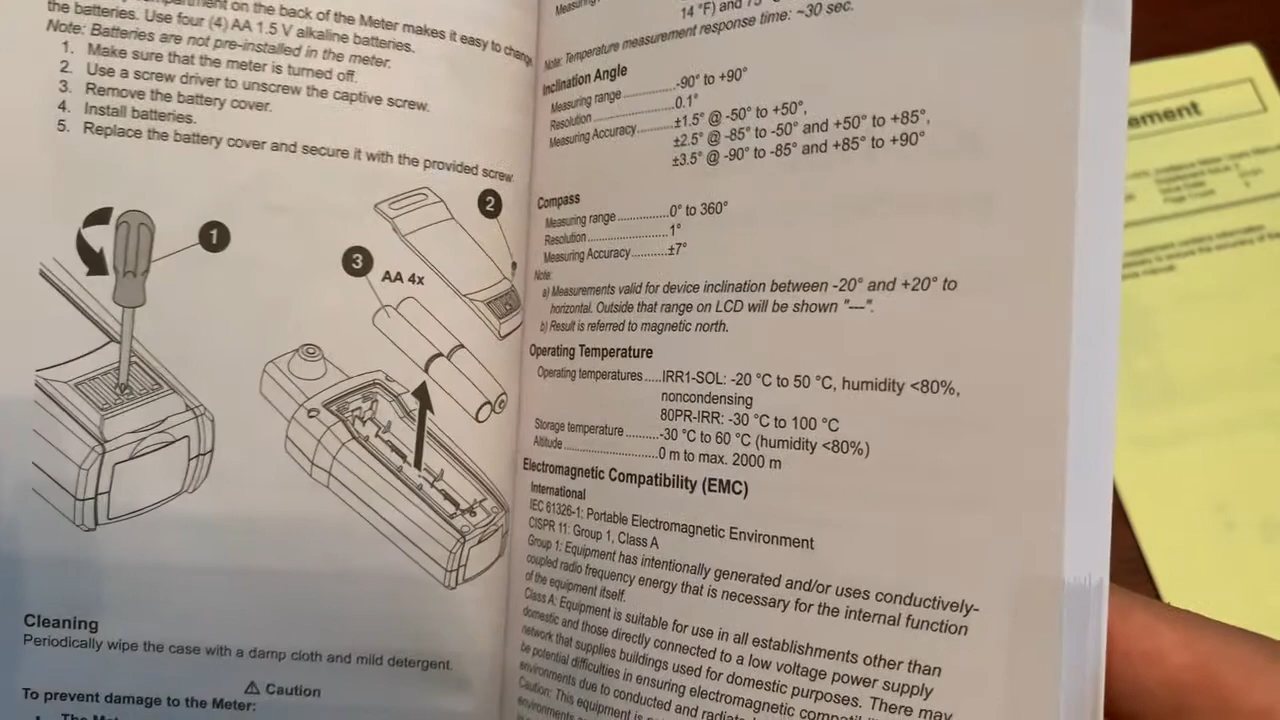 on the back of the Meter makes it easy to change
the batteries. Use four (4) AA 1.5 V alkaline batteries.
Note: Batteries are not pre-installed in the meter.
1. Make sure that the meter is turned off.
2. Use a screw driver to unscrew the captive screw.
3. Remove the battery cover.
4. Install batteries.
5. Replace the battery cover and secure it with the provided screw.
1
2
3
AA 4x
Cleaning
Periodically wipe the case with a damp cloth and mild detergent.
⚠ Caution
To prevent damage to the Meter:
Measuring
14 °F) and
Note: Temperature measurement response time: ~30 sec.
Inclination Angle
Measuring range ..............-90° to +90°
Resolution .....................0.1°
Measuring Accuracy..........±1.5° @ -50° to +50°,
±2.5° @ -85° to -50° and +50° to +85°,
±3.5° @ -90° to -85° and +85° to +90°
Compass
Measuring range ...............0° to 360°
Resolution .......................1°
Measuring Accuracy...........±7°
Note:
a) Measurements valid for device inclination between -20° and +20° to
horizontal. Outside that range on LCD will be shown "---".
b) Result is referred to magnetic north.
Operating Temperature
Operating temperatures .....IRR1-SOL: -20 °C to 50 °C, humidity <80%,
noncondensing
80PR-IRR: -30 °C to 100 °C
Storage temperature ..........-30 °C to 60 °C (humidity <80%)
Altitude ............................0 m to max. 2000 m
Electromagnetic Compatibility (EMC)
International
IEC 61326-1: Portable Electromagnetic Environment
CISPR 11: Group 1, Class A
Group 1: Equipment has intentionally generated and/or uses conductively-
coupled radio frequency energy that is necessary for the internal function
of the equipment itself.
Class A: Equipment is suitable for use in all establishments other than
domestic and those directly connected to a low voltage power supply
network that supplies buildings used for domestic purposes. There may
be potential difficulties in ensuring electromagnetic
environments due to conducted and
Caution: This equipment is
ement